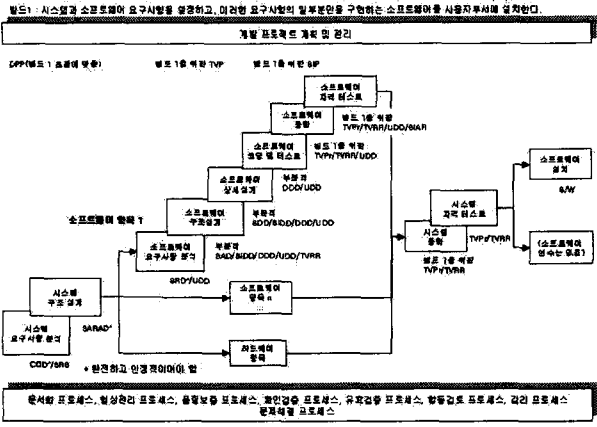 빌드1 : 시스템과 소프트웨어 요구사항을 설정하고, 이러한 요구사항의 일부분만을 구현하는 소프트웨어를 사용자부서에 설치한다.
개발 프로젝트 계획 및 관리
DPP(빌드 1 초점에 맞춤) 빌드 1을 위한 TVP 빌드 1을 위한 SIP
소프트웨어
자격 테스트
소프트웨어
통합
빌드 1을 위한
TVPr/TVRR/UDD/SIAR
소프트웨어
코딩 및 테스트
빌드 1을 위한
TVPr/TVRR/UDD
소프트웨어
상세설계
부분적
DDD/UDD
소프트웨어 항목 1
소프트웨어
구조설계
부분적
SDD/SIDD/DDD/UDD
소프트웨어
요구사항 분석
부분적
SAD/SIDD/DDD/UDD/TVRR
SRD*/UDD
시스템
구조 설계
SARAD*
시스템
요구사항 분석
COD*/SRS
* 완전하고 안정적이어야 함
소프트웨어
항목 n
하드웨어
항목
시스템
자격 테스트
시스템
통합
TVPr/TVRR
빌드 1을 위한
TVPr/TVRR
소프트웨어
설치
S/W
(소프트웨어
인수는 없음)
문서화 프로세스, 형상관리 프로세스, 품질보증 프로세스, 확인검증 프로세스, 유효검증 프로세스, 합동검토 프로세스, 감리 프로세스
문제해결 프로세스